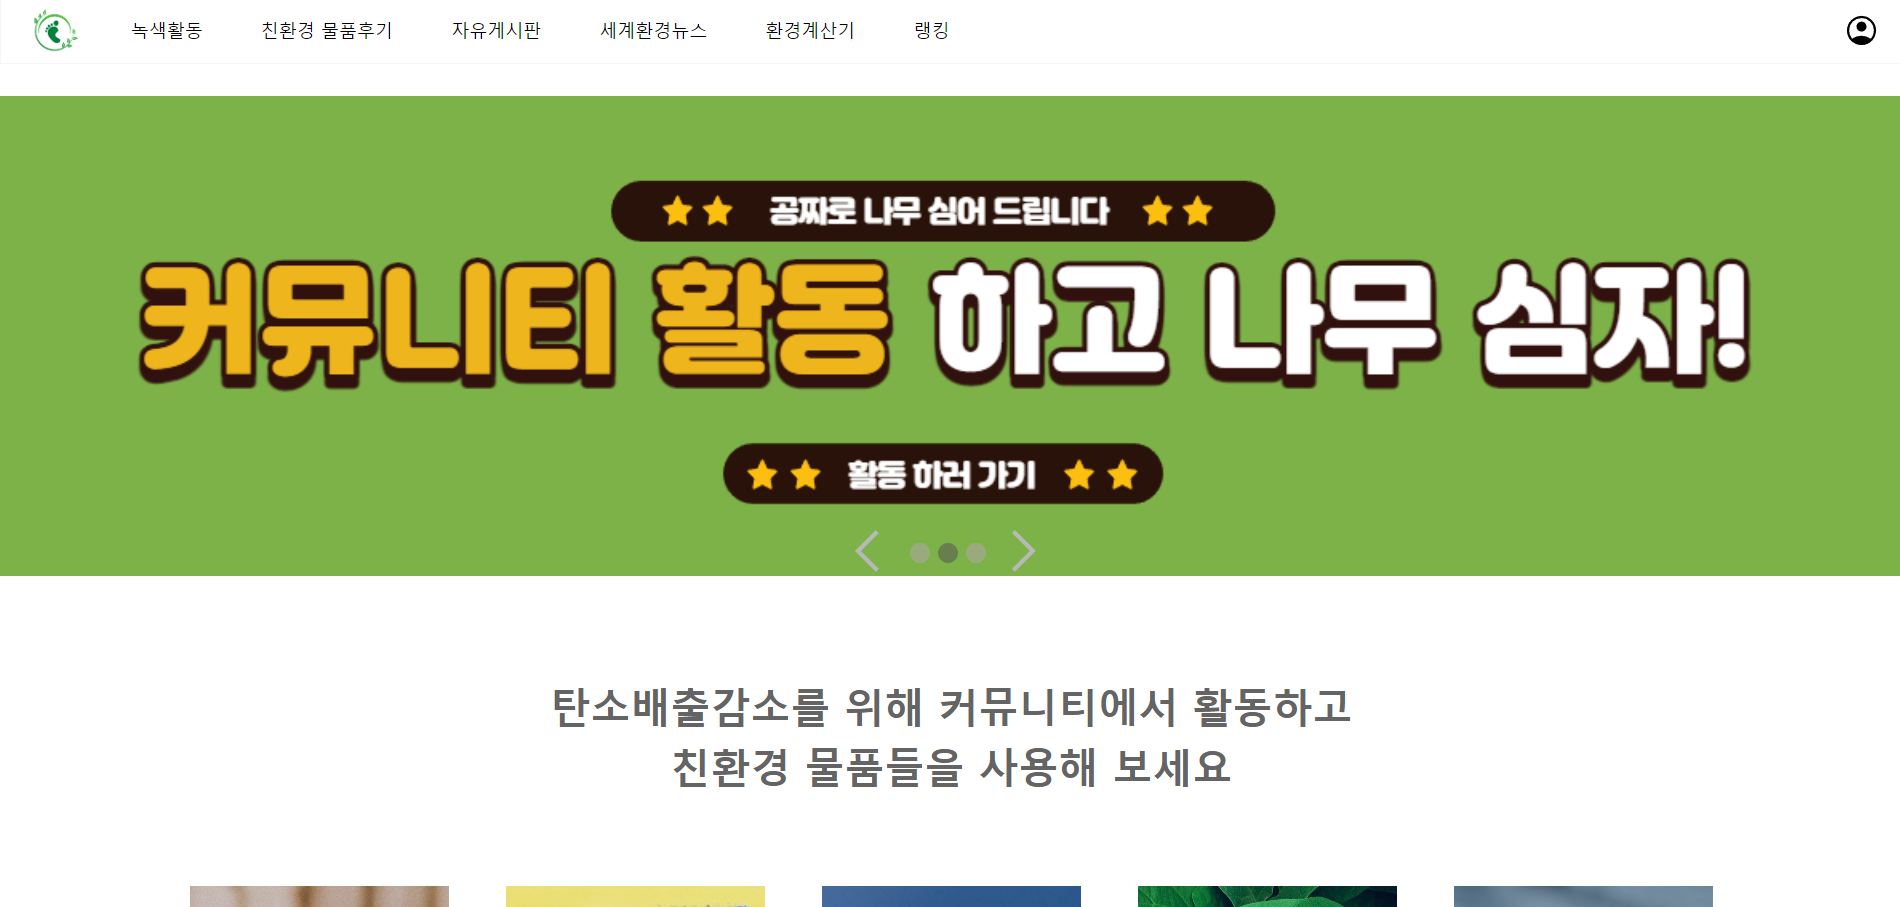 녹색활동 친환경 물품후기 자유게시판 세계환경뉴스 환경계산기 랭킹
공짜로 나무 심어 드립니다
커뮤니티 활동 하고 나무 심자!
활동 하러 가기
탄소배출감소를 위해 커뮤니티에서 활동하고
친환경 물품들을 사용해 보세요